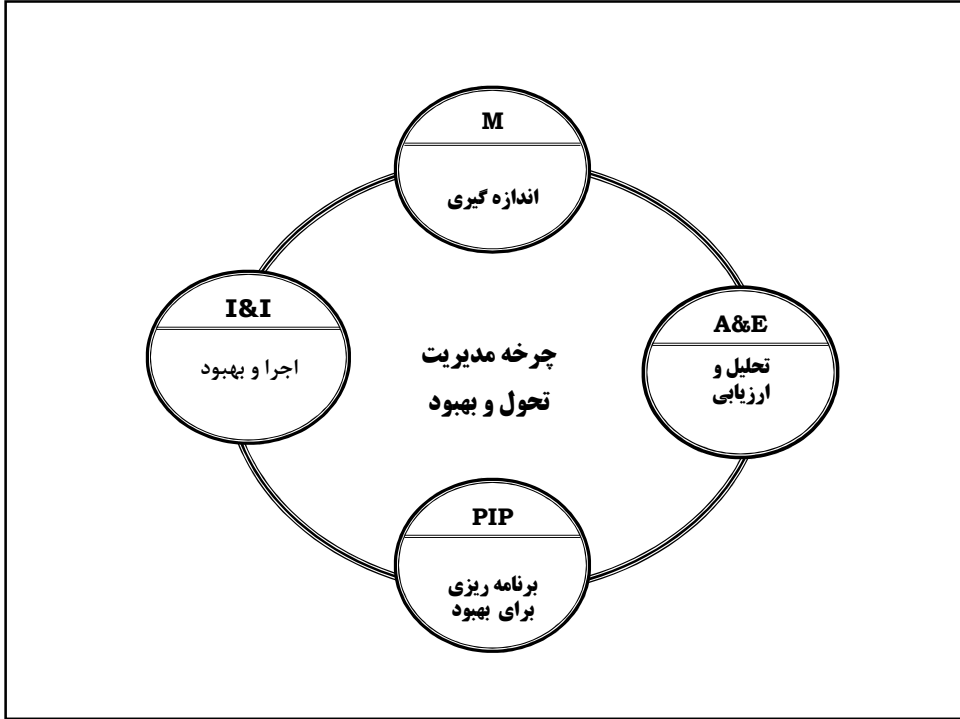 M
اندازه گیری
I&I
اجرا و بهبود
چرخه مدیریت
تحول و بهبود
A&E
تحلیل و
ارزیابی
PIP
برنامه ریزی
برای بهبود